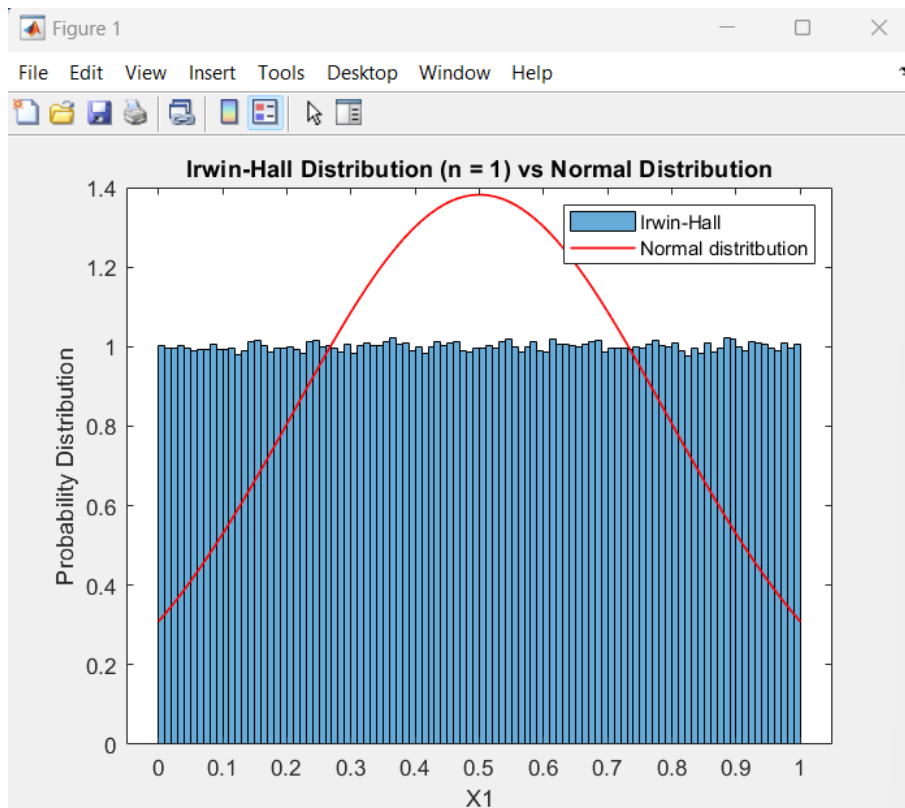 Figure 1
File Edit View Insert Tools Desktop Window Help
Irwin-Hall Distribution (n = 1) vs Normal Distribution
Irwin-Hall
Normal distritbution
Probability Distribution
1.4
1.2
1
0.8
0.6
0.4
0.2
0
0 0.1 0.2 0.3 0.4 0.5 0.6 0.7 0.8 0.9 1
X1